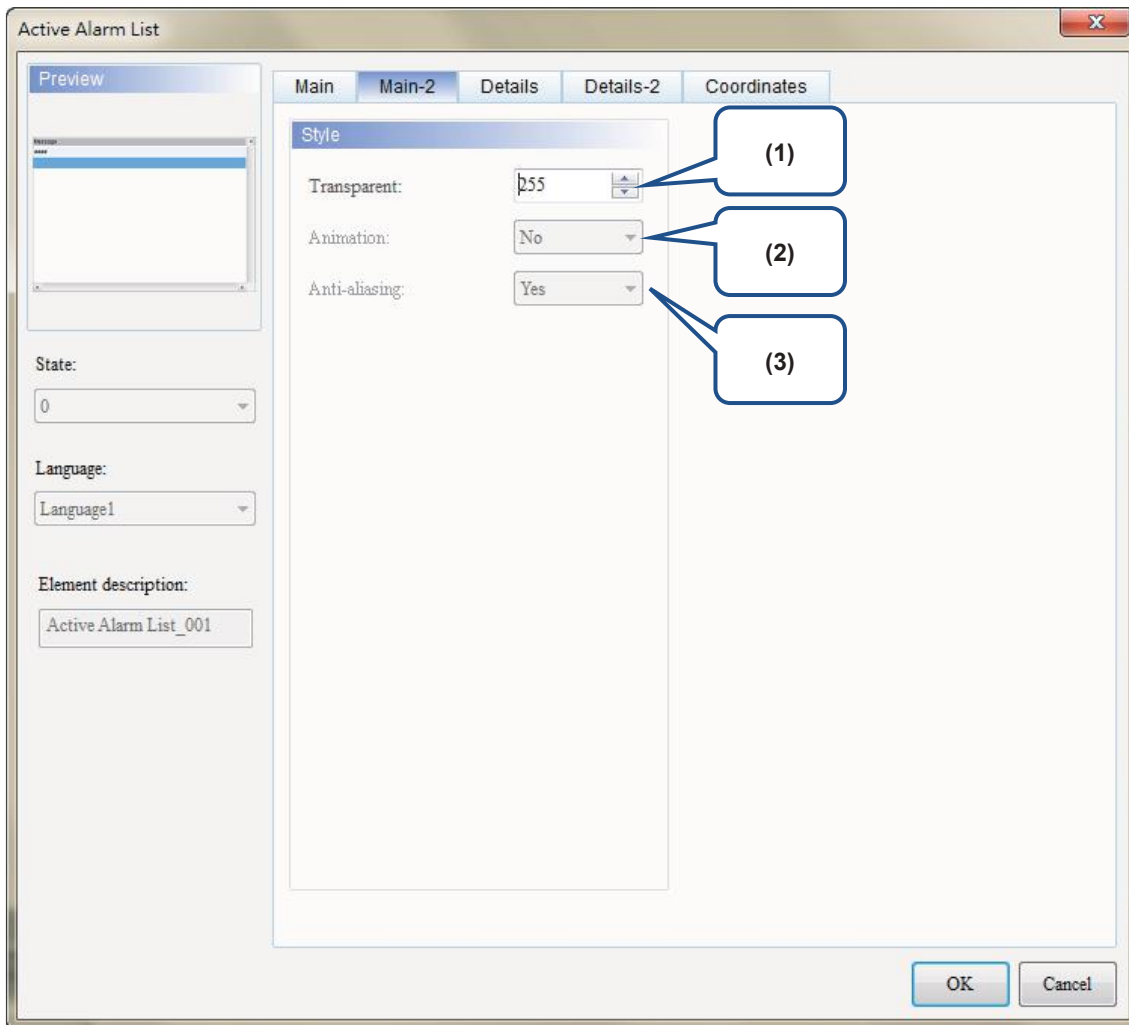 Active Alarm List
Preview
Message
State:
0
Language:
Language1
Element description:
Active Alarm List_001
Main Main-2 Details Details-2 Coordinates
Style
Transparent: 255
Animation: No
Anti-aliasing: Yes
(1)
(2)
(3)
OK Cancel